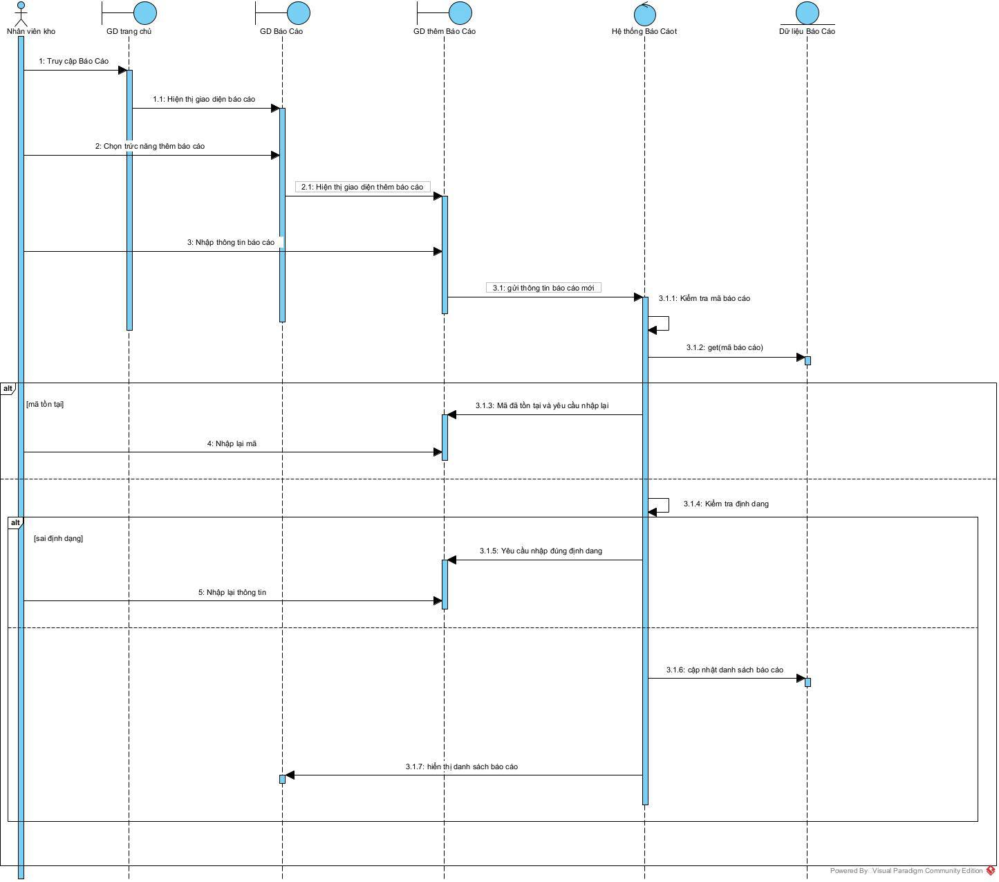 Nhân viên kho
GD trang chủ
GD Báo Cáo
GD thêm Báo Cáo
Hệ thống Báo Cáot
Dữ liệu Báo Cáo
1: Truy cập Báo Cáo
1.1: Hiện thị giao diện báo cáo
2: Chọn trức năng thêm báo cáo
2.1: Hiện thị giao diện thêm báo cáo
3: Nhập thông tin báo cáo
3.1: gửi thông tin báo cáo mới
3.1.1: Kiểm tra mã báo cáo
3.1.2: get(mã báo cáo)
alt
[mã tồn tại]
3.1.3: Mã đã tồn tại và yêu cầu nhập lại
4: Nhập lại mã
3.1.4: Kiểm tra định dang
alt
[sai định dạng]
3.1.5: Yêu cầu nhập đúng định dang
5: Nhập lại thông tin
3.1.6: cập nhật danh sách báo cáo
3.1.7: hiển thị danh sách báo cáo
Powered By Visual Paradigm Community Edition